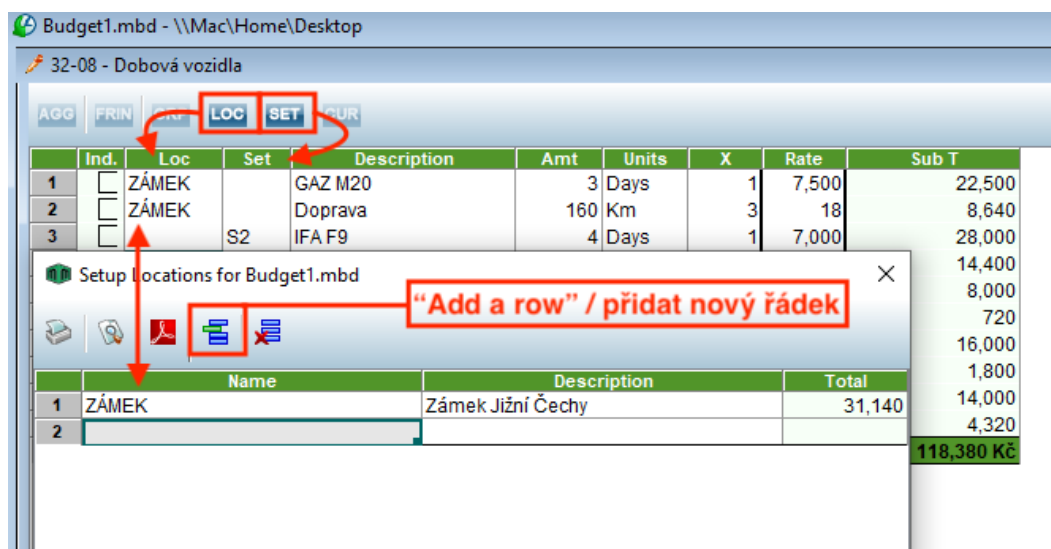 Budget1.mbd - \\Mac\Home\Desktop
32-08 - Dobová vozidla
AGG FRIN GRP LOC SET CUR
Ind. Loc Set Description Amt Units X Rate Sub T
1 ZÁMEK GAZ M20 3 Days 1 7,500 22,500
2 ZÁMEK Doprava 160 Km 3 18 8,640
3 S2 IFA F9 4 Days 1 7,000 28,000
14,400
8,000
720
16,000
1,800
14,000
4,320
118,380 Kč
Setup Locations for Budget1.mbd
“Add a row” / přidat nový řádek
Name Description Total
1 ZÁMEK Zámek Jižní Čechy 31,140
2